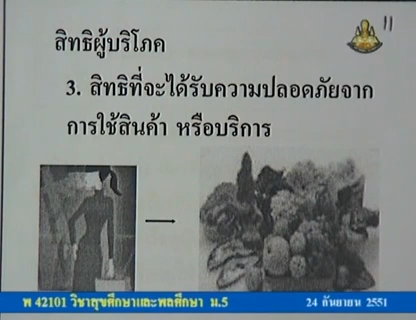 สิทธิผู้บริโภค
11
3. สิทธิที่จะได้รับความปลอดภัยจาก
การใช้สินค้า หรือบริการ
พ 42101 วิชาสุขศึกษาและพลศึกษา ม.5
24 กันยายน 2551